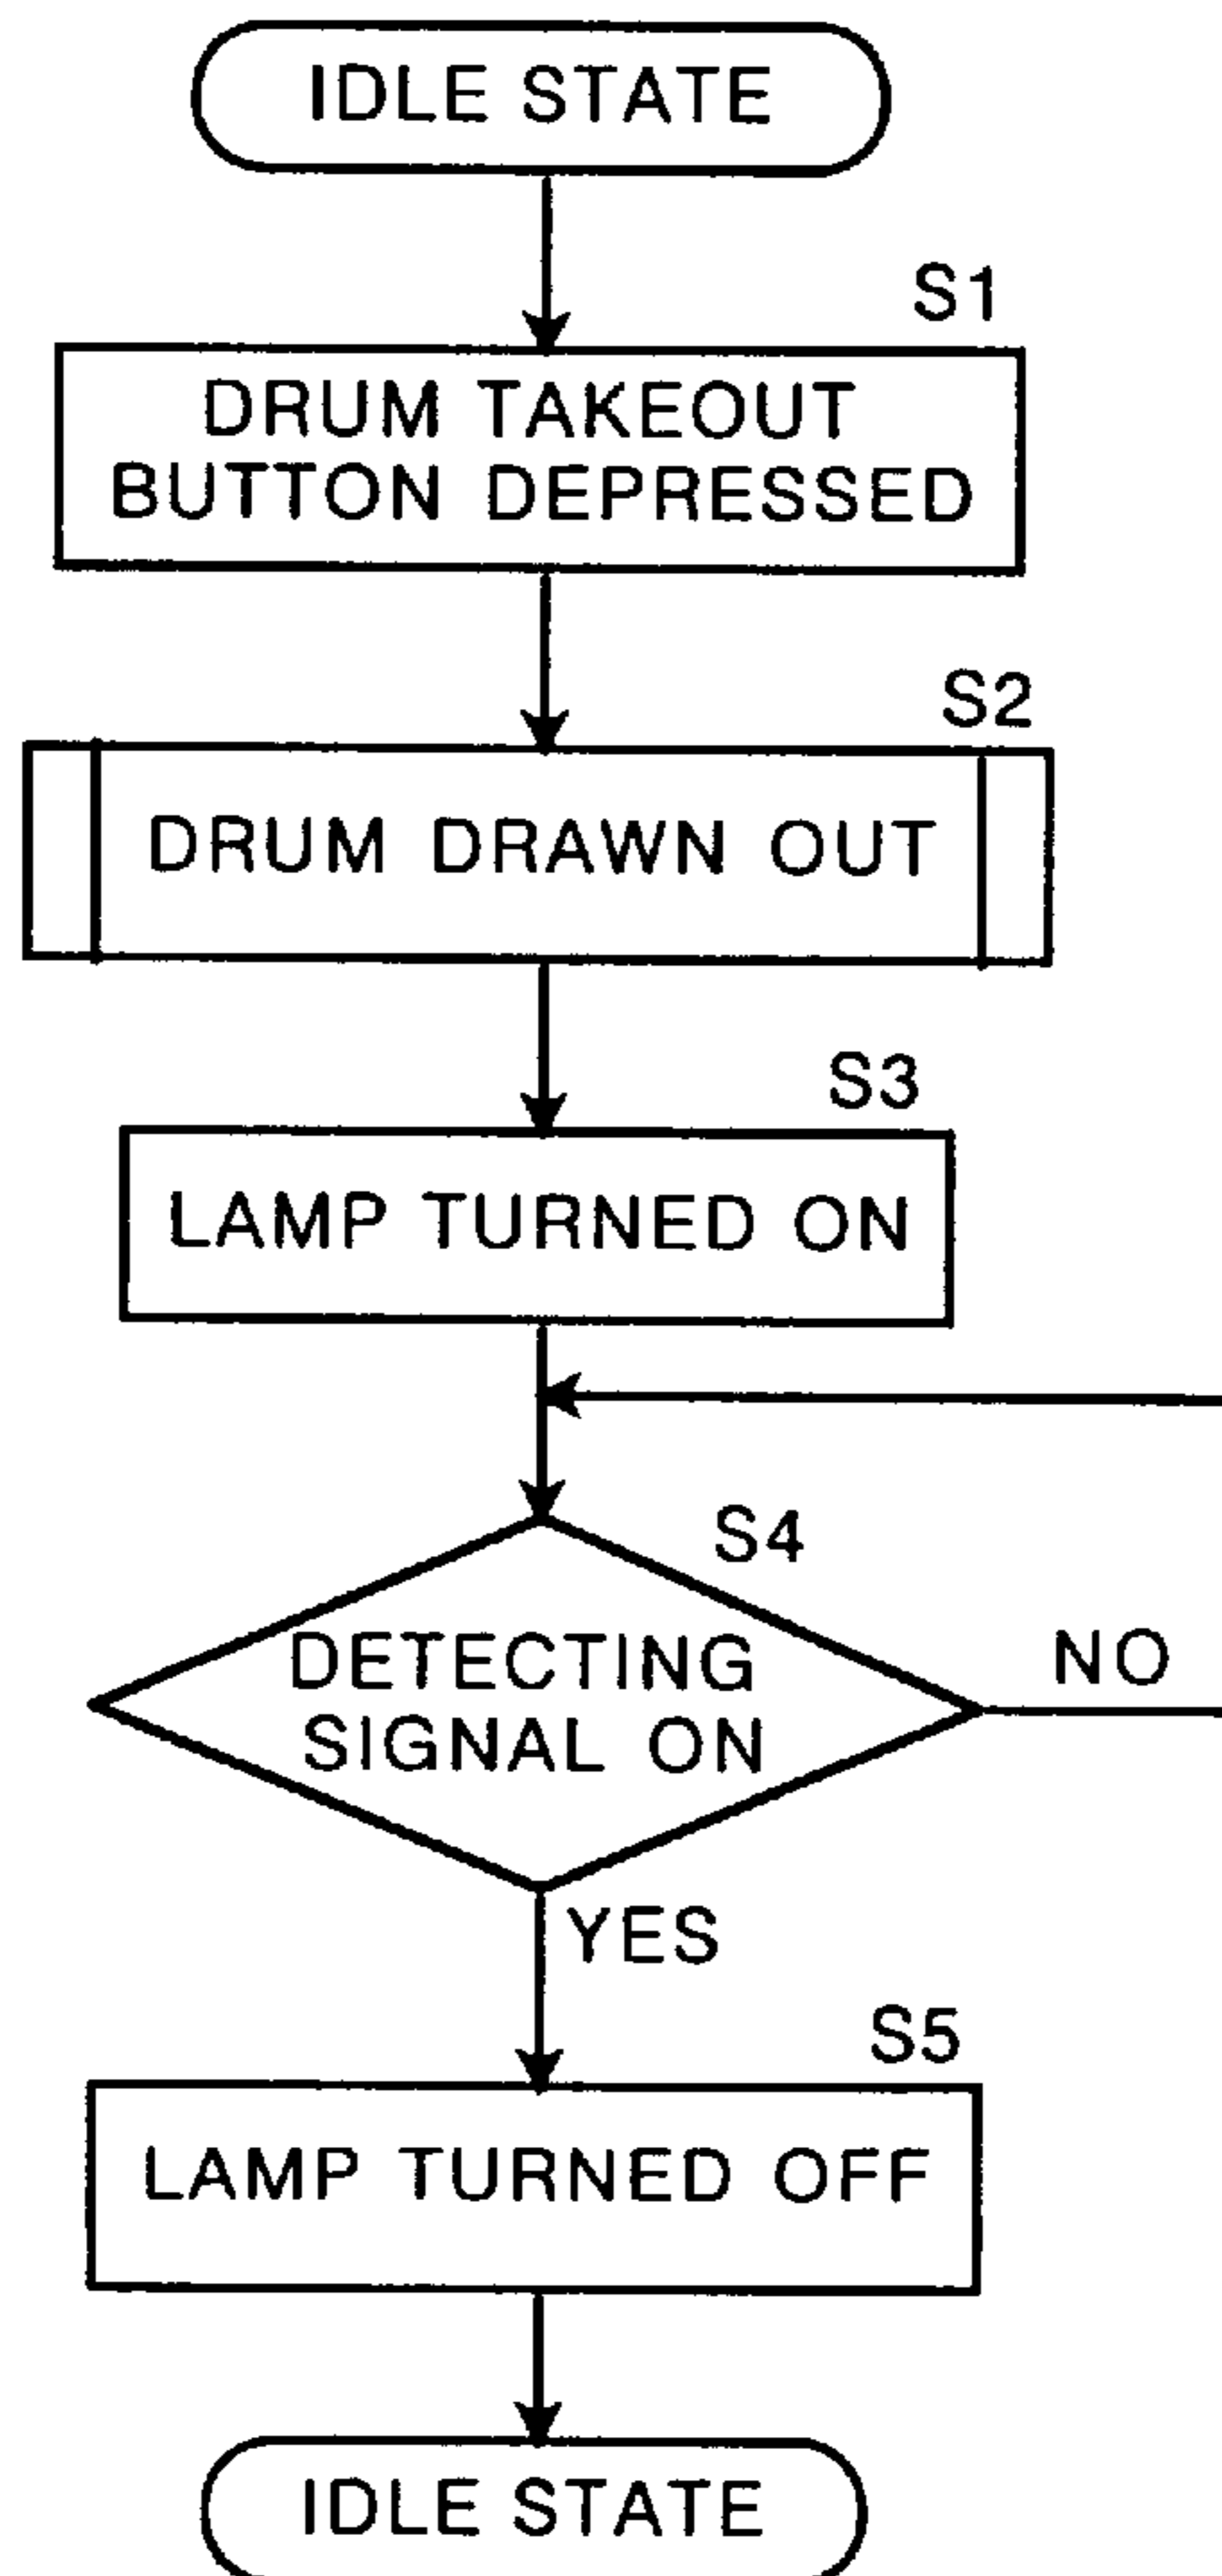 IDLE STATE
S1
DRUM TAKEOUT
BUTTON DEPRESSED
S2
DRUM DRAWN OUT
S3
LAMP TURNED ON
S4
DETECTING
SIGNAL ON
NO
YES
S5
LAMP TURNED OFF
IDLE STATE